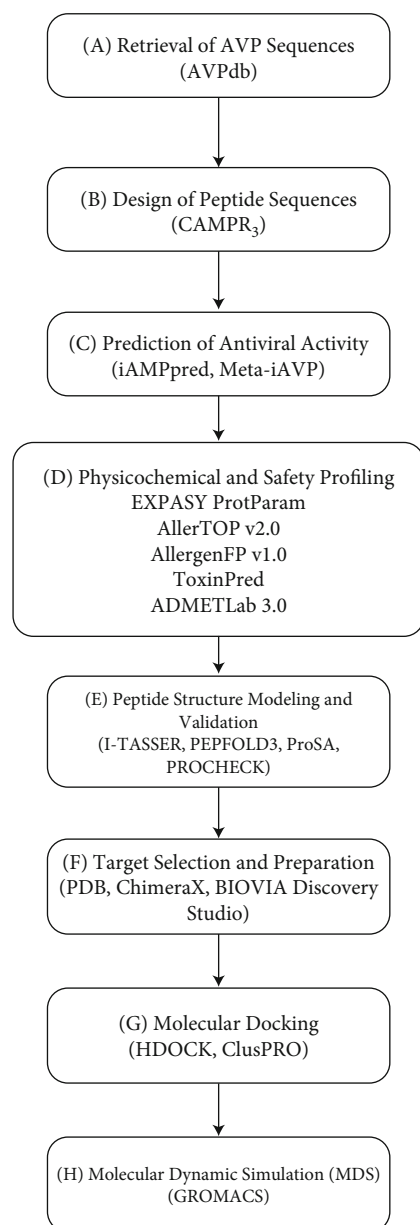 (A) Retrieval of AVP Sequences
(AVPdb)
(B) Design of Peptide Sequences
(CAMPR₃)
(C) Prediction of Antiviral Activity
(iAMPpred, Meta-iAVP)
(D) Physicochemical and Safety Profiling
EXPASY ProtParam
AllerTOP v2.0
AllergenFP v1.0
ToxinPred
ADMETLab 3.0
(E) Peptide Structure Modeling and
Validation
(I-TASSER, PEPFOLD3, ProSA,
PROCHECK)
(F) Target Selection and Preparation
(PDB, ChimeraX, BIOVIA Discovery
Studio)
(G) Molecular Docking
(HDOCK, ClusPRO)
(H) Molecular Dynamic Simulation (MDS)
(GROMACS)